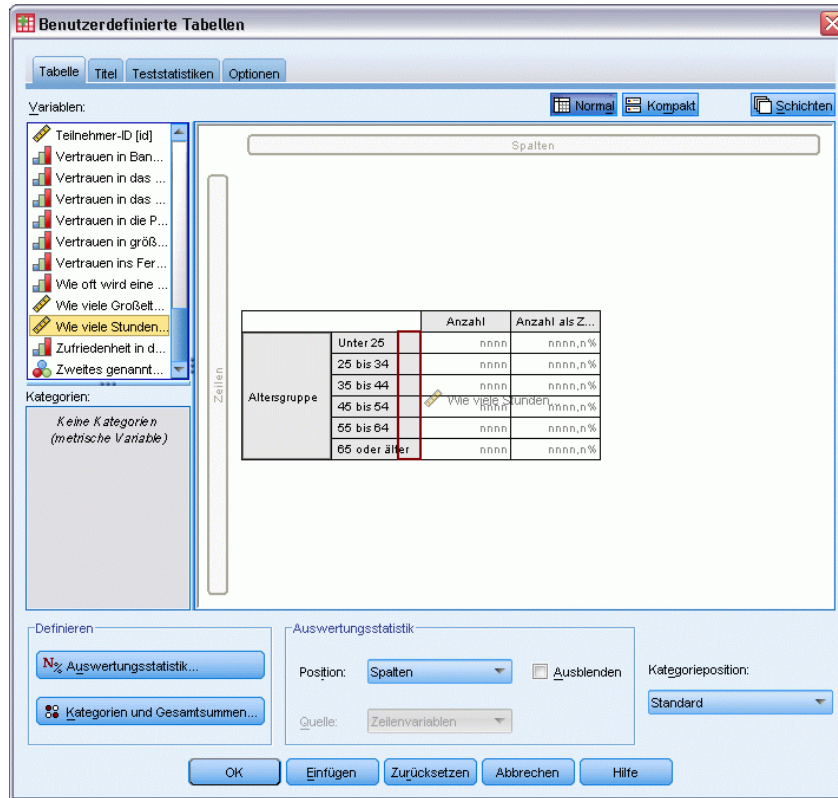 Benutzerdefinierte Tabellen
Tabelle Titel Teststatistiken Optionen
Variablen:
Normal Kompakt Schichten
Teilnehmer-ID [id]
Vertrauen in Ban...
Vertrauen in das ...
Vertrauen in das ...
Vertrauen in die P...
Vertrauen in größ...
Vertrauen ins Fer...
Wie oft wird eine ...
Wie viele Großelt...
Wie viele Stunden...
Zufriedenheit in d...
Zweites genannt...
Kategorien:
Keine Kategorien
(metrische Variable)
Spalten
Zeilen
Anzahl Anzahl als Z...
Altersgruppe
Unter 25 nnnn nnnn,n%
25 bis 34 nnnn nnnn,n%
35 bis 44 nnnn nnnn,n%
45 bis 54 nnnn nnnn,n%
55 bis 64 nnnn nnnn,n%
65 oder älter nnnn nnnn,n%
Wie viele Stunden...
Definieren
N% Auswertungsstatistik...
Kategorien und Gesamtsummen...
Auswertungsstatistik
Position: Spalten Ausblenden
Quelle: Zeilenvariablen
Kategorieposition:
Standard
OK Einfügen Zurücksetzen Abbrechen Hilfe